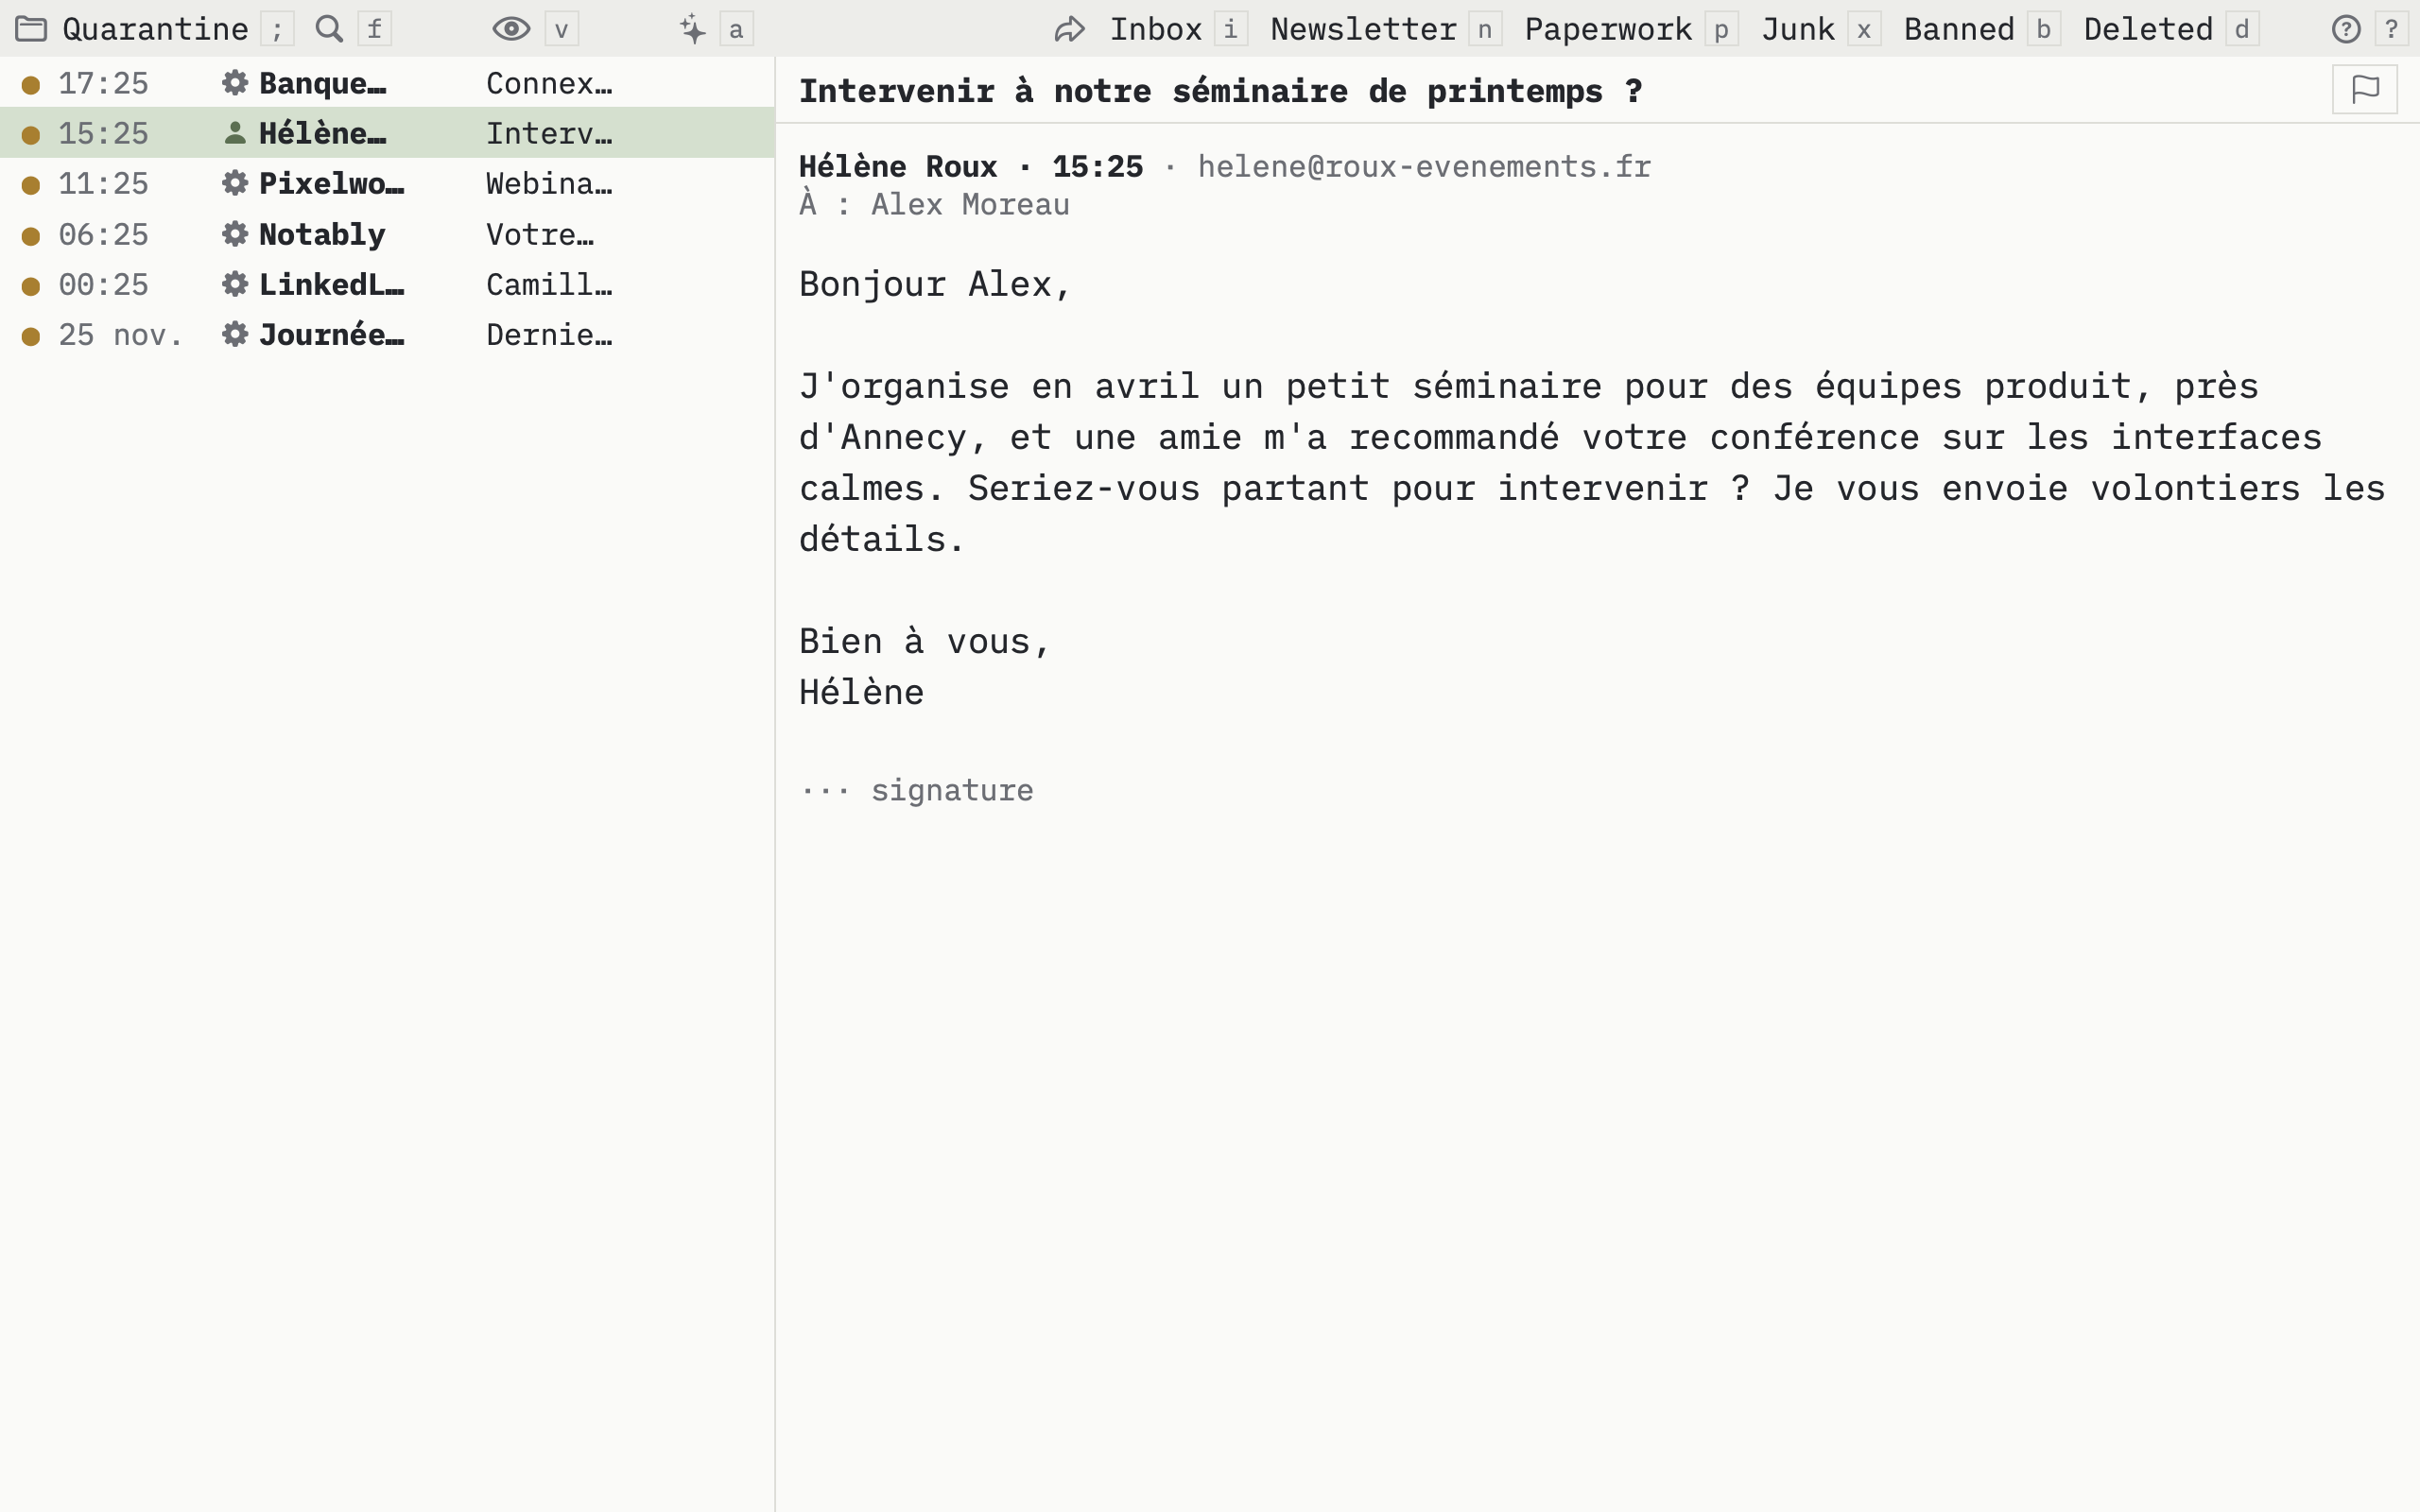 Quarantine ; f v a Inbox i Newsletter n Paperwork p Junk x Banned b Deleted d ? ?
17:25 Banque… Connex…
15:25 Hélène… Interv…
11:25 Pixelwo… Webina…
06:25 Notably Votre…
00:25 LinkedL… Camill…
25 nov. Journée… Dernie…
Intervenir à notre séminaire de printemps ?
Hélène Roux · 15:25 · helene@roux-evenements.fr
À : Alex Moreau
Bonjour Alex,
J'organise en avril un petit séminaire pour des équipes produit, près
d'Annecy, et une amie m'a recommandé votre conférence sur les interfaces
calmes. Seriez-vous partant pour intervenir ? Je vous envoie volontiers les
détails.
Bien à vous,
Hélène
··· signature